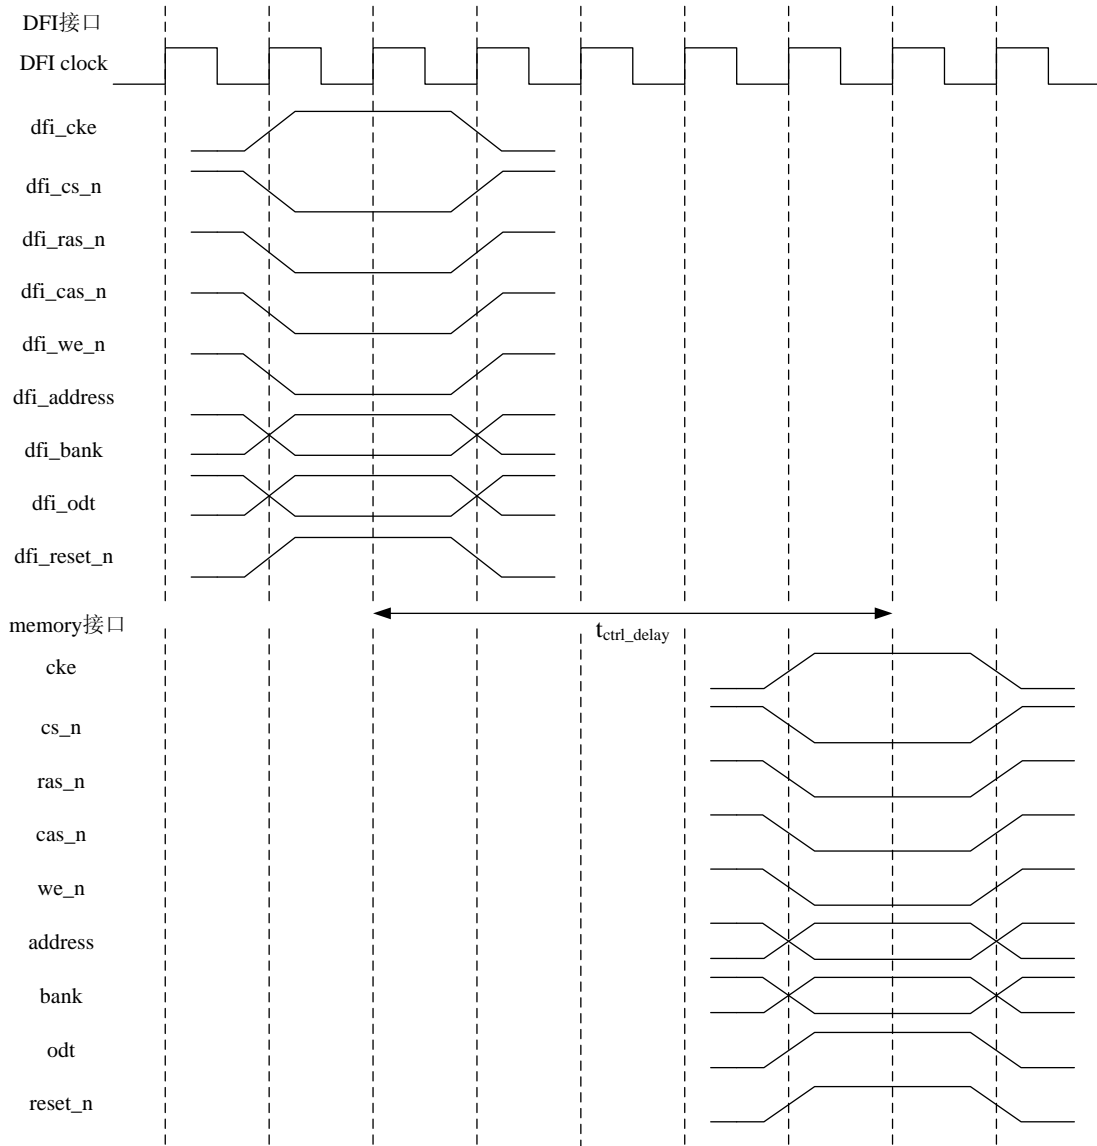 DFI接口
DFI clock
dfi_cke
dfi_cs_n
dfi_ras_n
dfi_cas_n
dfi_we_n
dfi_address
dfi_bank
dfi_odt
dfi_reset_n
memory接口
t_ctrl_delay
cke
cs_n
ras_n
cas_n
we_n
address
bank
odt
reset_n